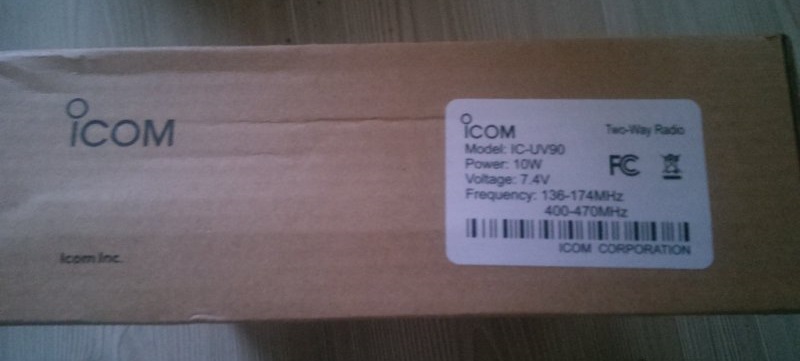 iCOM
Icom Inc.
iCOM
Two-Way Radio
Model: IC-UV90
Power: 10W
FC
Voltage: 7.4V
Frequency: 136-174MHz
400-470MHz
ICOM CORPORATION